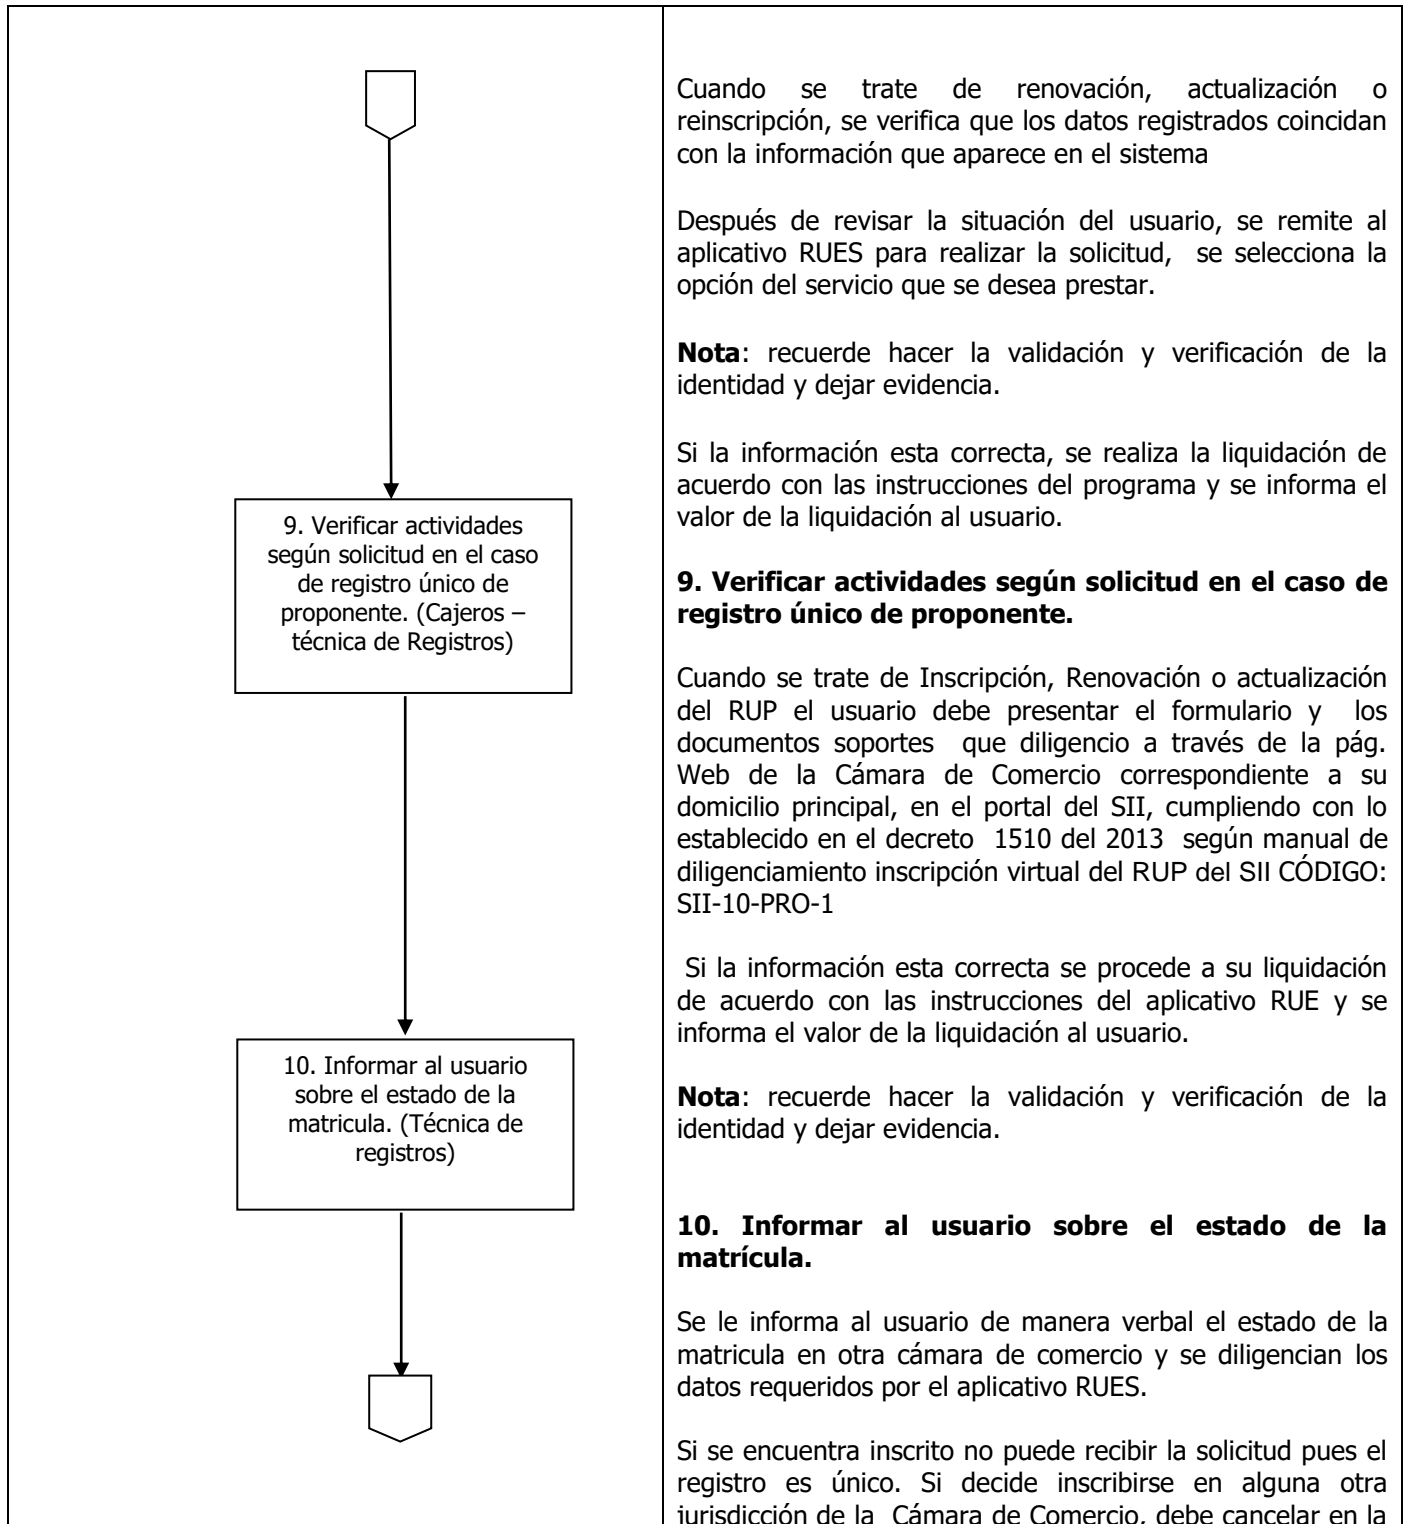 9. Verificar actividades
según solicitud en el caso
de registro único de
proponente. (Cajeros –
técnica de Registros)
10. Informar al usuario
sobre el estado de la
matricula. (Técnica de
registros)
Cuando se trate de renovación, actualización o
reinscripción, se verifica que los datos registrados coincidan
con la información que aparece en el sistema
Después de revisar la situación del usuario, se remite al
aplicativo RUES para realizar la solicitud, se selecciona la
opción del servicio que se desea prestar.
Nota: recuerde hacer la validación y verificación de la
identidad y dejar evidencia.
Si la información esta correcta, se realiza la liquidación de
acuerdo con las instrucciones del programa y se informa el
valor de la liquidación al usuario.
9. Verificar actividades según solicitud en el caso de
registro único de proponente.
Cuando se trate de Inscripción, Renovación o actualización
del RUP el usuario debe presentar el formulario y los
documentos soportes que diligencio a través de la pág.
Web de la Cámara de Comercio correspondiente a su
domicilio principal, en el portal del SII, cumpliendo con lo
establecido en el decreto 1510 del 2013 según manual de
diligenciamiento inscripción virtual del RUP del SII CÓDIGO:
SII-10-PRO-1
Si la información esta correcta se procede a su liquidación
de acuerdo con las instrucciones del aplicativo RUE y se
informa el valor de la liquidación al usuario.
Nota: recuerde hacer la validación y verificación de la
identidad y dejar evidencia.
10. Informar al usuario sobre el estado de la
matrícula.
Se le informa al usuario de manera verbal el estado de la
matricula en otra cámara de comercio y se diligencian los
datos requeridos por el aplicativo RUES.
Si se encuentra inscrito no puede recibir la solicitud pues el
registro es único. Si decide inscribirse en alguna otra
jurisdicción de la Cámara de Comercio, debe cancelar en la